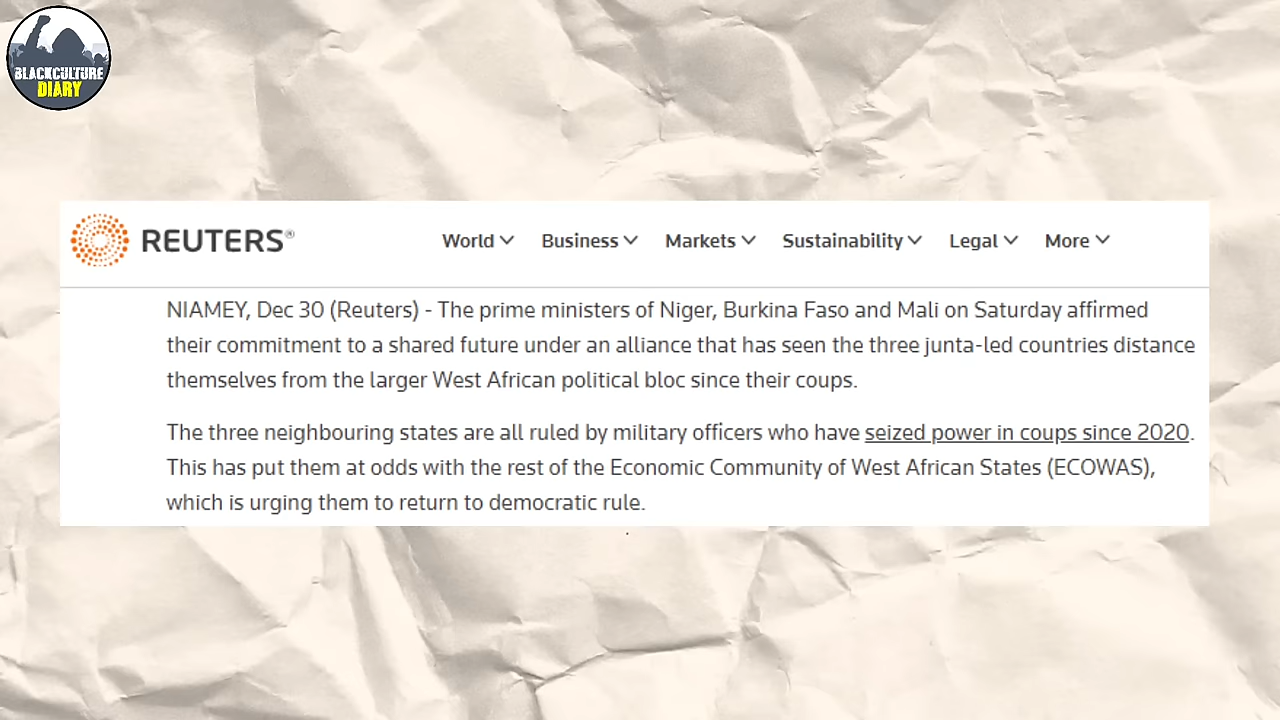 BLACKCULTURE
DIARY
REUTERS®
World Business Markets Sustainability Legal More
NIAMEY, Dec 30 (Reuters) - The prime ministers of Niger, Burkina Faso and Mali on Saturday affirmed
their commitment to a shared future under an alliance that has seen the three junta-led countries distance
themselves from the larger West African political bloc since their coups.
The three neighbouring states are all ruled by military officers who have seized power in coups since 2020.
This has put them at odds with the rest of the Economic Community of West African States (ECOWAS),
which is urging them to return to democratic rule.